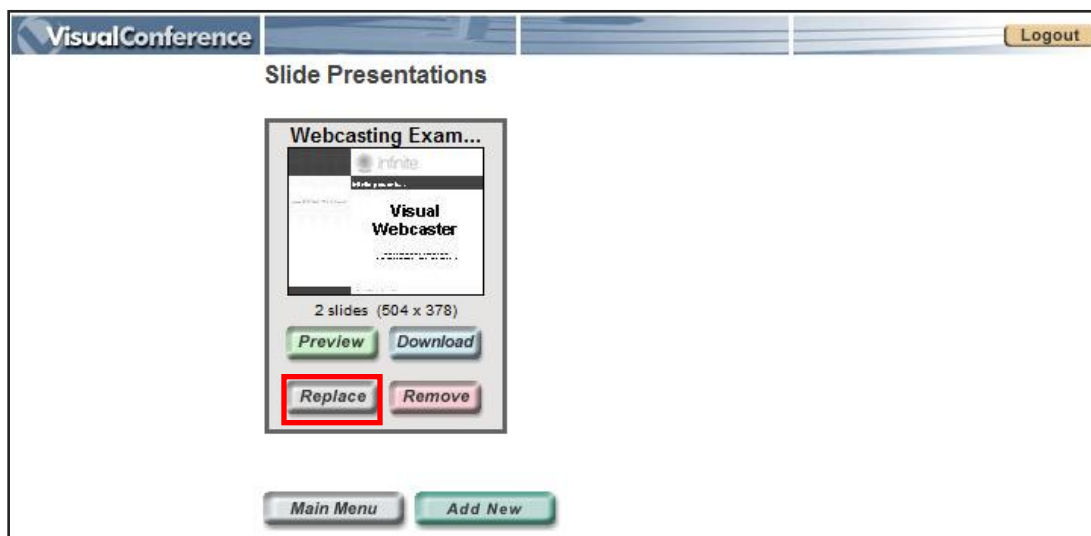 VisualConference
Logout
Slide Presentations
Webcasting Exam...
Infinite
Visual
Webcaster
2 slides (504 x 378)
Preview Download
Replace Remove
Main Menu Add New